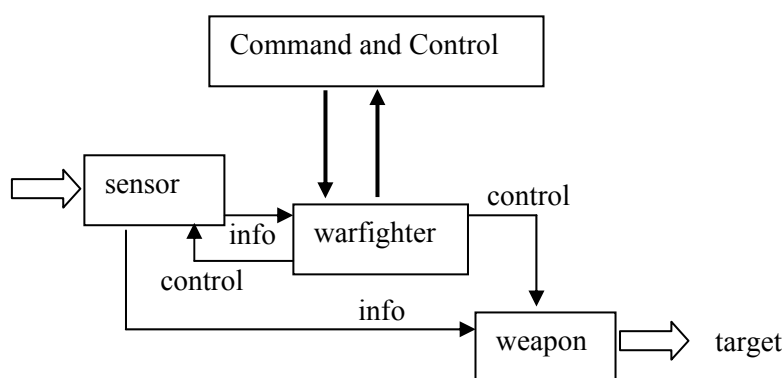 Command and Control
sensor
control
info
warfighter
control
info
weapon
target